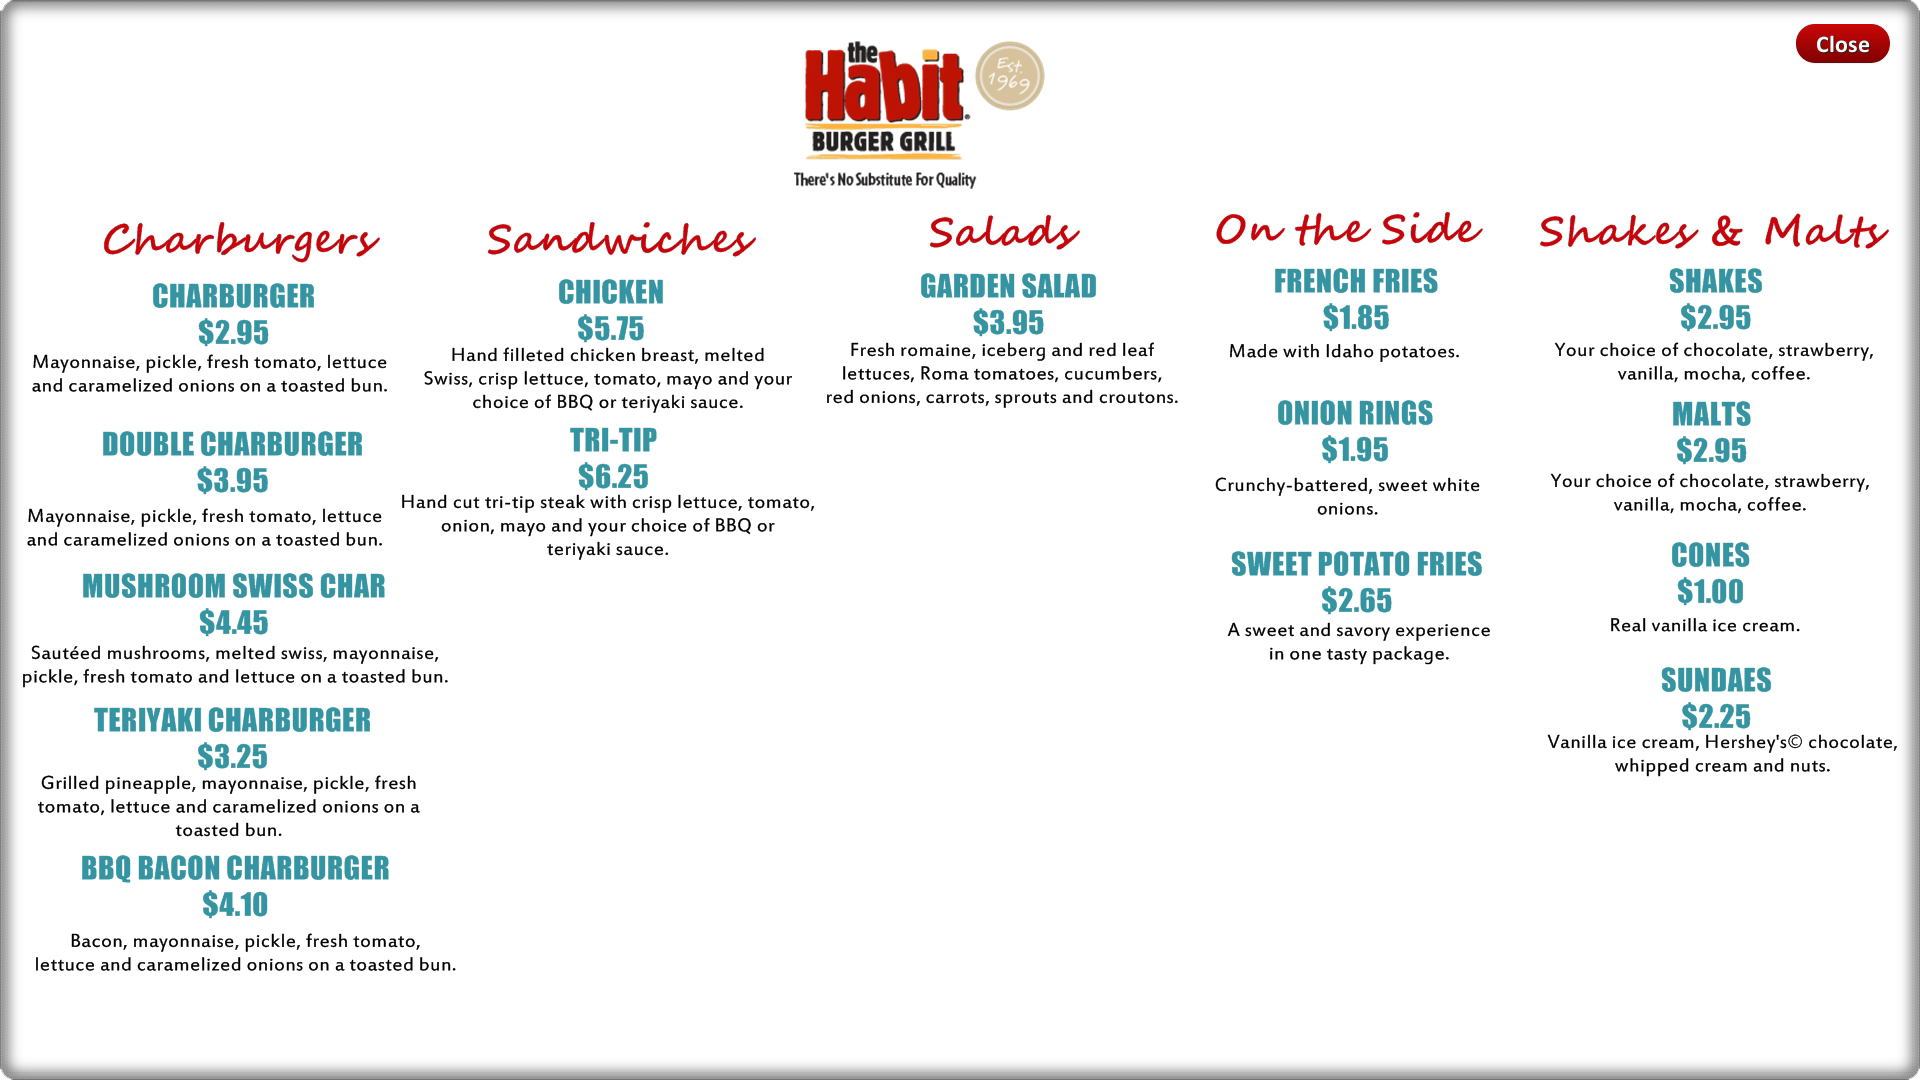 the
Habit
BURGER GRILL
Est.
1969
There's No Substitute For Quality
Close
Charburgers
CHARBURGER
$2.95
Mayonnaise, pickle, fresh tomato, lettuce
and caramelized onions on a toasted bun.
DOUBLE CHARBURGER
$3.95
Mayonnaise, pickle, fresh tomato, lettuce
and caramelized onions on a toasted bun.
MUSHROOM SWISS CHAR
$4.45
Sautéed mushrooms, melted swiss, mayonnaise,
pickle, fresh tomato and lettuce on a toasted bun.
TERIYAKI CHARBURGER
$3.25
Grilled pineapple, mayonnaise, pickle, fresh
tomato, lettuce and caramelized onions on a
toasted bun.
BBQ BACON CHARBURGER
$4.10
Bacon, mayonnaise, pickle, fresh tomato,
lettuce and caramelized onions on a toasted bun.
Sandwiches
CHICKEN
$5.75
Hand filleted chicken breast, melted
Swiss, crisp lettuce, tomato, mayo and your
choice of BBQ or teriyaki sauce.
TRI-TIP
$6.25
Hand cut tri-tip steak with crisp lettuce, tomato,
onion, mayo and your choice of BBQ or
teriyaki sauce.
Salads
GARDEN SALAD
$3.95
Fresh romaine, iceberg and red leaf
lettuces, Roma tomatoes, cucumbers,
red onions, carrots, sprouts and croutons.
On the Side
FRENCH FRIES
$1.85
Made with Idaho potatoes.
ONION RINGS
$1.95
Crunchy-battered, sweet white
onions.
SWEET POTATO FRIES
$2.65
A sweet and savory experience
in one tasty package.
Shakes & Malts
SHAKES
$2.95
Your choice of chocolate, strawberry,
vanilla, mocha, coffee.
MALTS
$2.95
Your choice of chocolate, strawberry,
vanilla, mocha, coffee.
CONES
$1.00
Real vanilla ice cream.
SUNDAES
$2.25
Vanilla ice cream, Hershey's© chocolate,
whipped cream and nuts.